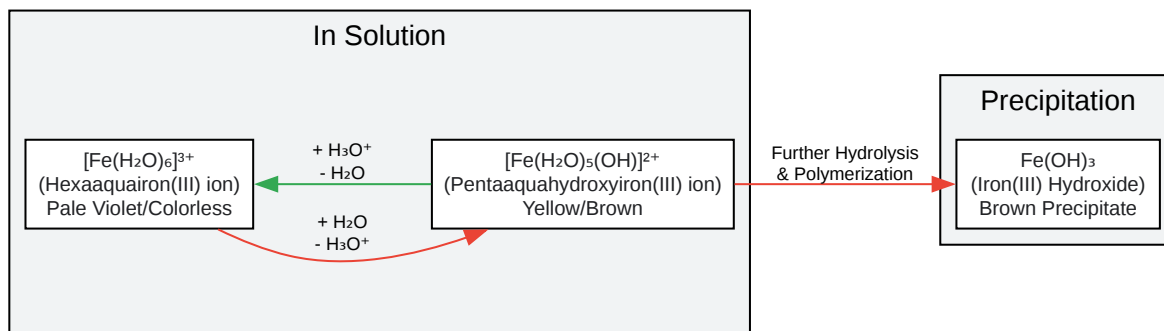 In Solution
[Fe(H₂O)₆]³⁺
(Hexaaquairon(III) ion)
Pale Violet/Colorless
+ H₃O⁺
- H₂O
+ H₂O
- H₃O⁺
[Fe(H₂O)₅(OH)]²⁺
(Pentaaquahydroxyiron(III) ion)
Yellow/Brown
Further Hydrolysis
& Polymerization
Precipitation
Fe(OH)₃
(Iron(III) Hydroxide)
Brown Precipitate